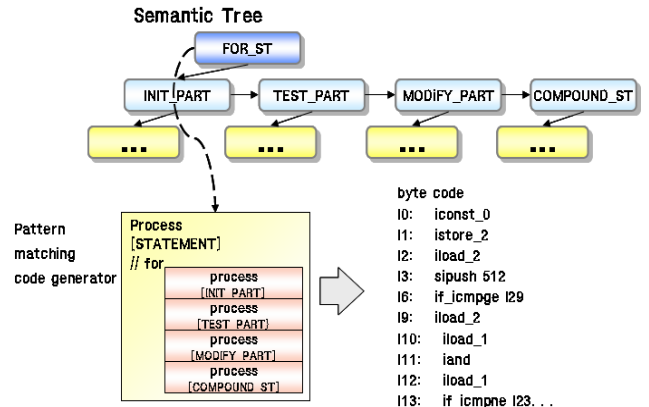 Semantic Tree
FOR_ST
INIT_PART
TEST_PART
MODiFY_PART
COMPOUND_ST
...
...
...
...
Pattern
matching
code generator
Process
[STATEMENT]
// for
process
[INIT PART]
process
[TEST PART]
process
[MODIFY PART]
process
[COMPOUND ST]
byte code
l0: iconst_0
l1: istore_2
l2: iload_2
l3: sipush 512
l6: if_icmpge l29
l9: iload_2
l10: iload_1
l11: iand
l12: iload_1
l13: if icmpne l23...